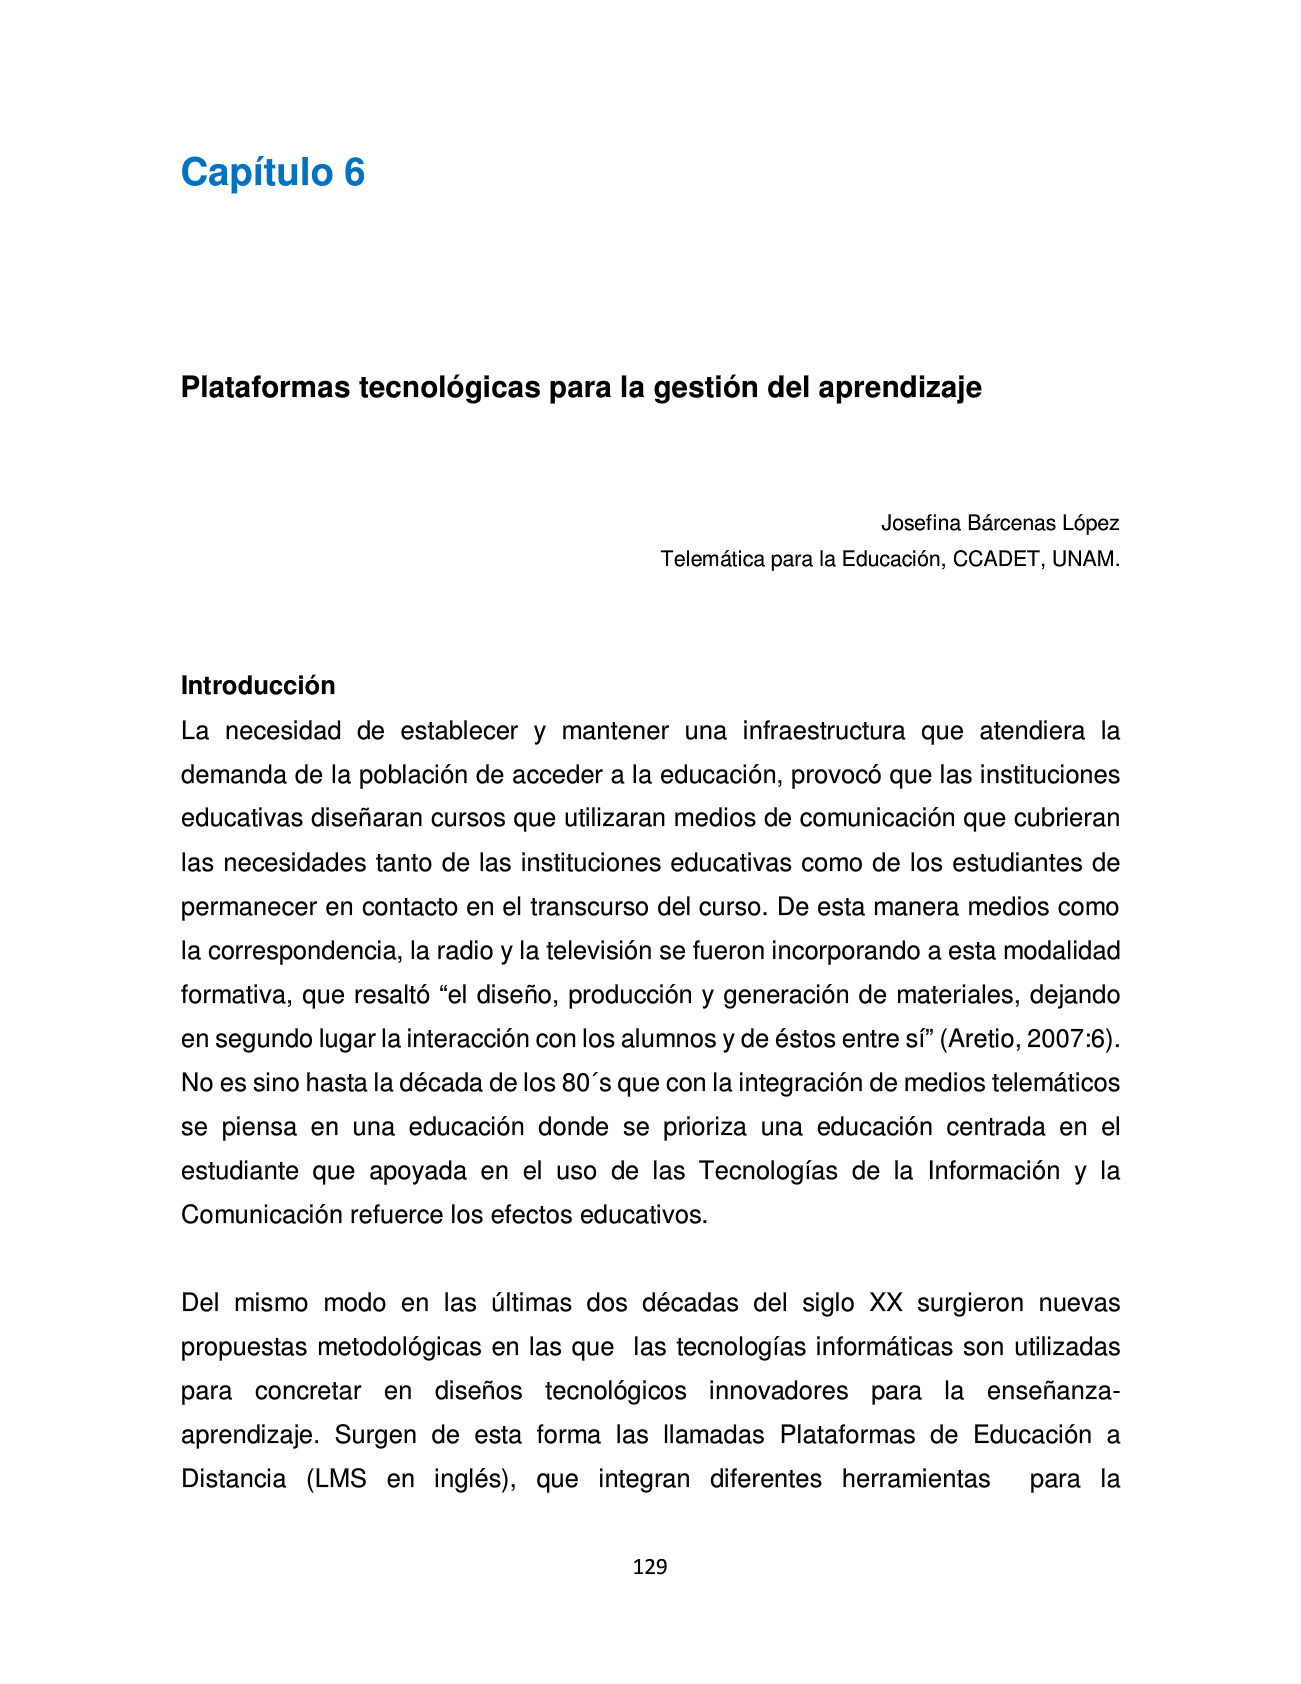 Capítulo 6
Plataformas tecnológicas para la gestión del aprendizaje
Josefina Bárcenas López
Telemática para la Educación, CCADET, UNAM.
Introducción
La necesidad de establecer y mantener una infraestructura que atendiera la
demanda de la población de acceder a la educación, provocó que las instituciones
educativas diseñaran cursos que utilizaran medios de comunicación que cubrieran
las necesidades tanto de las instituciones educativas como de los estudiantes de
permanecer en contacto en el transcurso del curso. De esta manera medios como
la correspondencia, la radio y la televisión se fueron incorporando a esta modalidad
formativa, que resaltó “el diseño, producción y generación de materiales, dejando
en segundo lugar la interacción con los alumnos y de éstos entre sí” (Aretio, 2007:6).
No es sino hasta la década de los 80´s que con la integración de medios telemáticos
se piensa en una educación donde se prioriza una educación centrada en el
estudiante que apoyada en el uso de las Tecnologías de la Información y la
Comunicación refuerce los efectos educativos.
Del mismo modo en las últimas dos décadas del siglo XX surgieron nuevas
propuestas metodológicas en las que  las tecnologías informáticas son utilizadas
para concretar en diseños tecnológicos innovadores para la enseñanza-
aprendizaje. Surgen de esta forma las llamadas Plataformas de Educación a
Distancia (LMS en inglés), que integran diferentes herramientas  para la
129